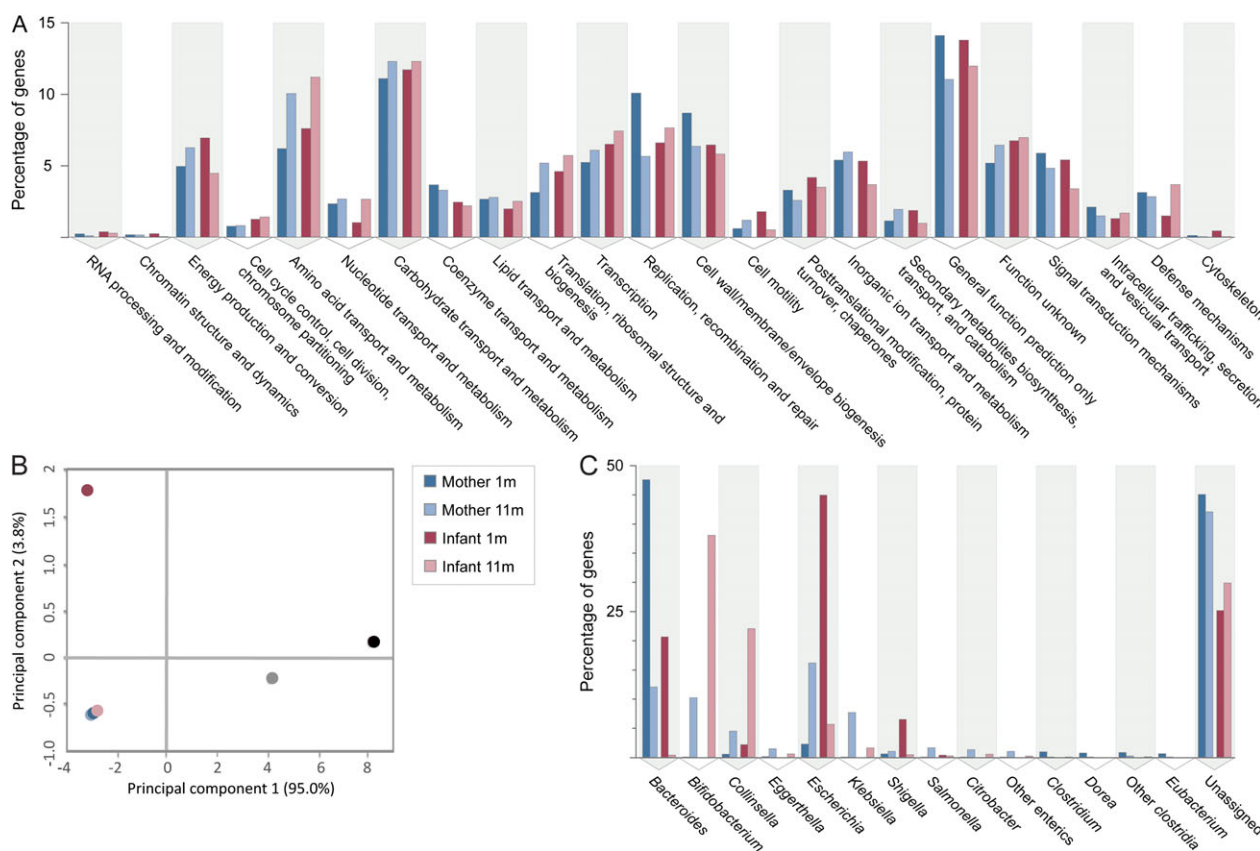 A
15
10
5
Percentage of genes
RNA processing and modification
Chromatin structure and dynamics
Energy production and conversion
Cell cycle control, cell division,
chromosome partitioning
Amino acid transport and metabolism
Nucleotide transport and metabolism
Carbohydrate transport and metabolism
Coenzyme transport and metabolism
Lipid transport and metabolism
Translation, ribosomal structure and
biogenesis
Transcription
Replication, recombination and repair
Cell wall/membrane/envelope biogenesis
Cell motility
Posttranslational modification, protein
turnover, chaperones
Inorganic ion transport and metabolism
Secondary metabolites biosynthesis,
transport, and catabolism
General function prediction only
Function unknown
Signal transduction mechanisms
Intracellular trafficking, secretion,
and vesicular transport
Defense mechanisms
Cytoskeleton
B
2
1.5
1
0.5
0
-0.5
-1.0
Principal component 2 (3.8%)
-4
-2
0
2
4
6
8
Principal component 1 (95.0%)
Mother 1m
Mother 11m
Infant 1m
Infant 11m
C
50
25
Percentage of genes
Bacteroides
Bifidobacterium
Collinsella
Eggerthella
Escherichia
Klebsiella
Shigella
Salmonella
Citrobacter
Other enterics
Clostridium
Dorea
Other clostridia
Eubacterium
Unassigned